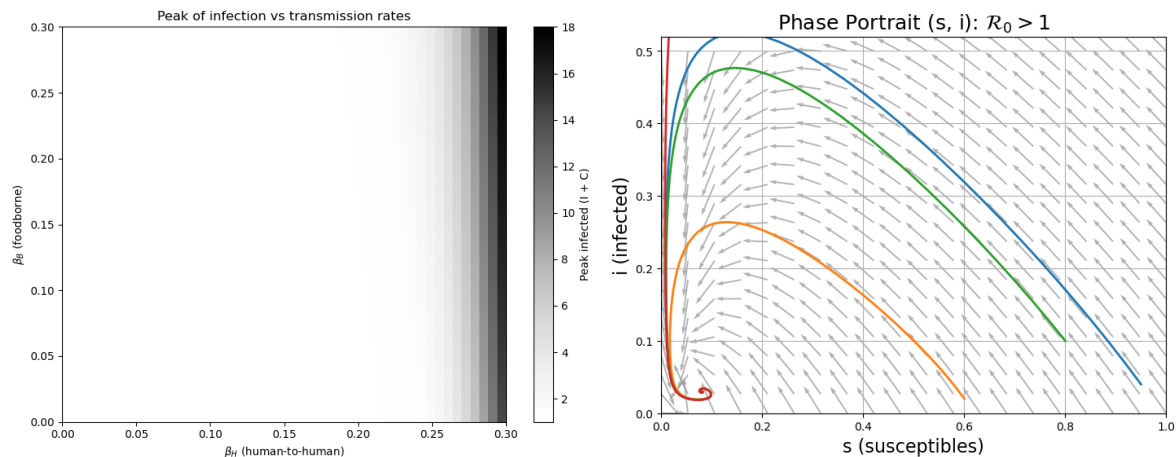 Peak of infection vs transmission rates
0.30
0.25
0.20
0.15
0.10
0.05
0.00
β_B (foodborne)
0.00 0.05 0.10 0.15 0.20 0.25 0.30
β_H (human-to-human)
18
16
14
12
10
8
6
4
2
Peak infected (I + C)
Phase Portrait (s, i): ℛ₀ > 1
0.5
0.4
0.3
0.2
0.1
0.0
i (infected)
0.0 0.2 0.4 0.6 0.8 1.0
s (susceptibles)